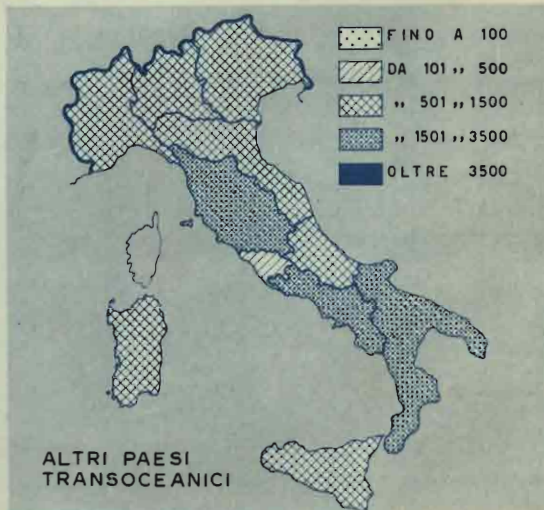 FINO A 100
DA 101 „ 500
„ 501 „ 1500
„ 1501 „ 3500
OLTRE 3500
ALTRI PAESI
TRANSOCEANICI